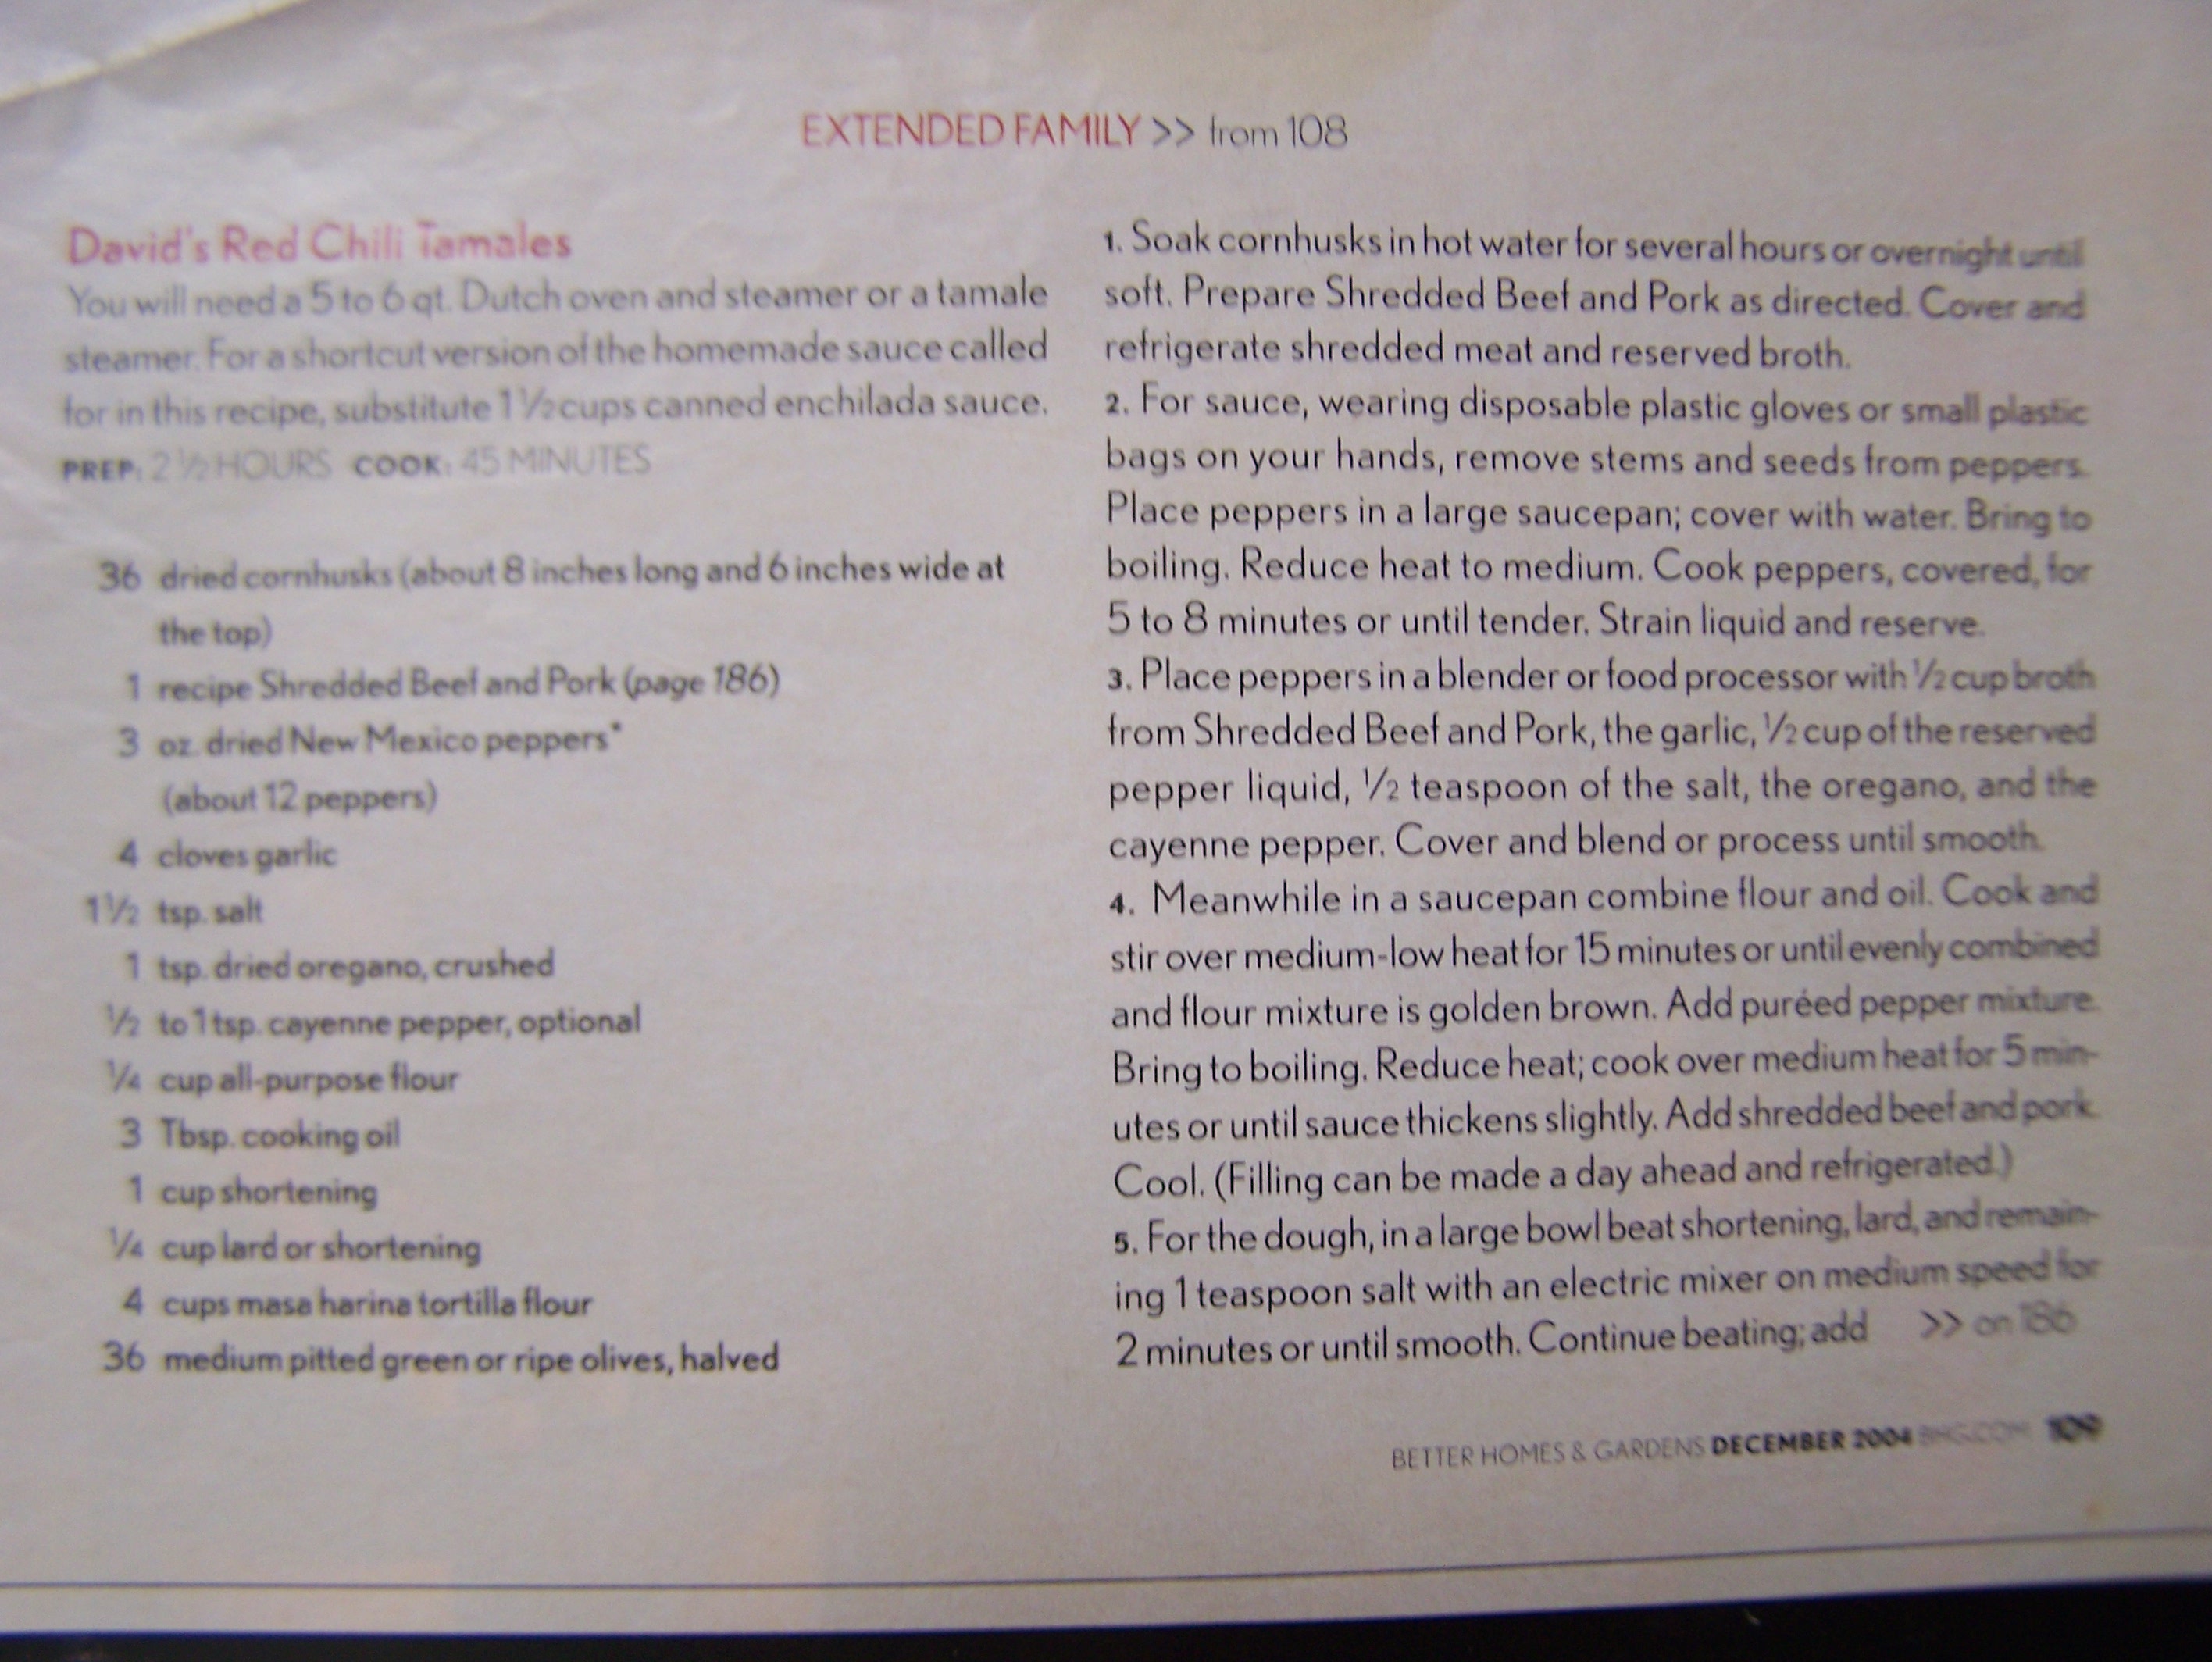 EXTENDED FAMILY >> from 108
David's Red Chili Tamales
You will need a 5 to 6 qt. Dutch oven and steamer or a tamale
steamer. For a shortcut version of the homemade sauce called
for in this recipe, substitute 1 ½ cups canned enchilada sauce.
PREP: 2 ½ HOURS COOK: 45 MINUTES
36 dried cornhusks (about 8 inches long and 6 inches wide at
the top)
1 recipe Shredded Beef and Pork (page 186)
3 oz. dried New Mexico peppers*
(about 12 peppers)
4 cloves garlic
1½ tsp. salt
1 tsp. dried oregano, crushed
½ to 1 tsp. cayenne pepper, optional
¼ cup all-purpose flour
3 Tbsp. cooking oil
1 cup shortening
¼ cup lard or shortening
4 cups masa harina tortilla flour
36 medium pitted green or ripe olives, halved
1. Soak cornhusks in hot water for several hours or overnight until
soft. Prepare Shredded Beef and Pork as directed. Cover and
refrigerate shredded meat and reserved broth.
2. For sauce, wearing disposable plastic gloves or small plastic
bags on your hands, remove stems and seeds from peppers.
Place peppers in a large saucepan; cover with water. Bring to
boiling. Reduce heat to medium. Cook peppers, covered, for
5 to 8 minutes or until tender. Strain liquid and reserve.
3. Place peppers in a blender or food processor with ½ cup broth
from Shredded Beef and Pork, the garlic, ½ cup of the reserved
pepper liquid, ½ teaspoon of the salt, the oregano, and the
cayenne pepper. Cover and blend or process until smooth.
4. Meanwhile in a saucepan combine flour and oil. Cook and
stir over medium-low heat for 15 minutes or until evenly combined
and flour mixture is golden brown. Add puréed pepper mixture.
Bring to boiling. Reduce heat; cook over medium heat for 5 min-
utes or until sauce thickens slightly. Add shredded beef and pork.
Cool. (Filling can be made a day ahead and refrigerated.)
5. For the dough, in a large bowl beat shortening, lard, and remain-
ing 1 teaspoon salt with an electric mixer on medium speed for
2 minutes or until smooth. Continue beating; add >> on 186
BETTER HOMES & GARDENS DECEMBER 2004 BHG.COM 109